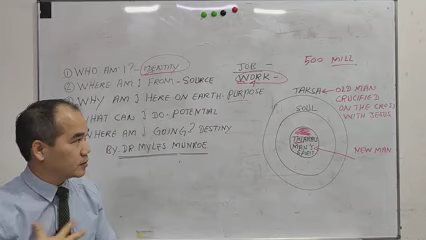 ① WHO AM I? - IDENTITY
② WHERE AM I FROM - SOURCE
WHY AM I HERE ON EARTH - PURPOSE
WHAT CAN I DO - POTENTIAL
WHERE AM I GOING? DESTINY
BY. DR MYLES MUNROE
JOB -
WORK -
500 MILL
TAKSA
OLD MAN
CRUCIFIED
ON THE CROSS
WITH JESUS
SOUL
MAN'S
SPIRIT
NEW MAN